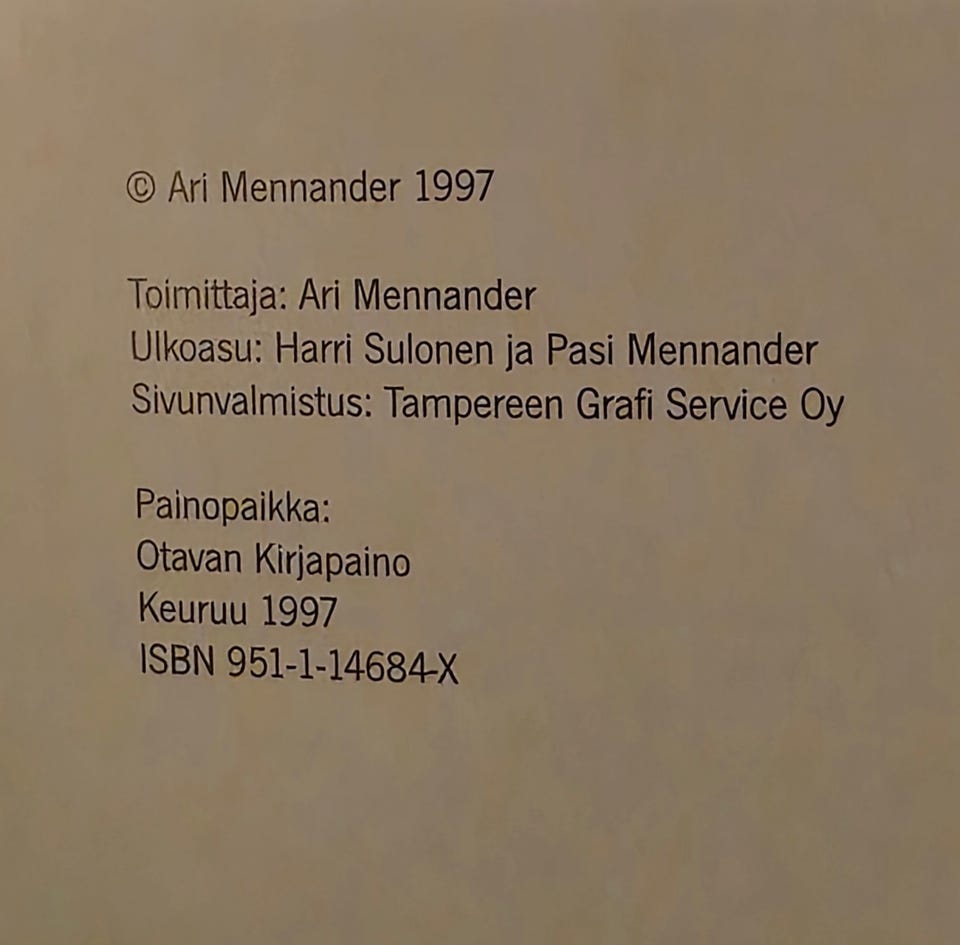 © Ari Mennander 1997
Toimittaja: Ari Mennander
Ulkoasu: Harri Sulonen ja Pasi Mennander
Sivunvalmistus: Tampereen Grafi Service Oy
Painopaikka:
Otavan Kirjapaino
Keuruu 1997
ISBN 951-1-14684-X